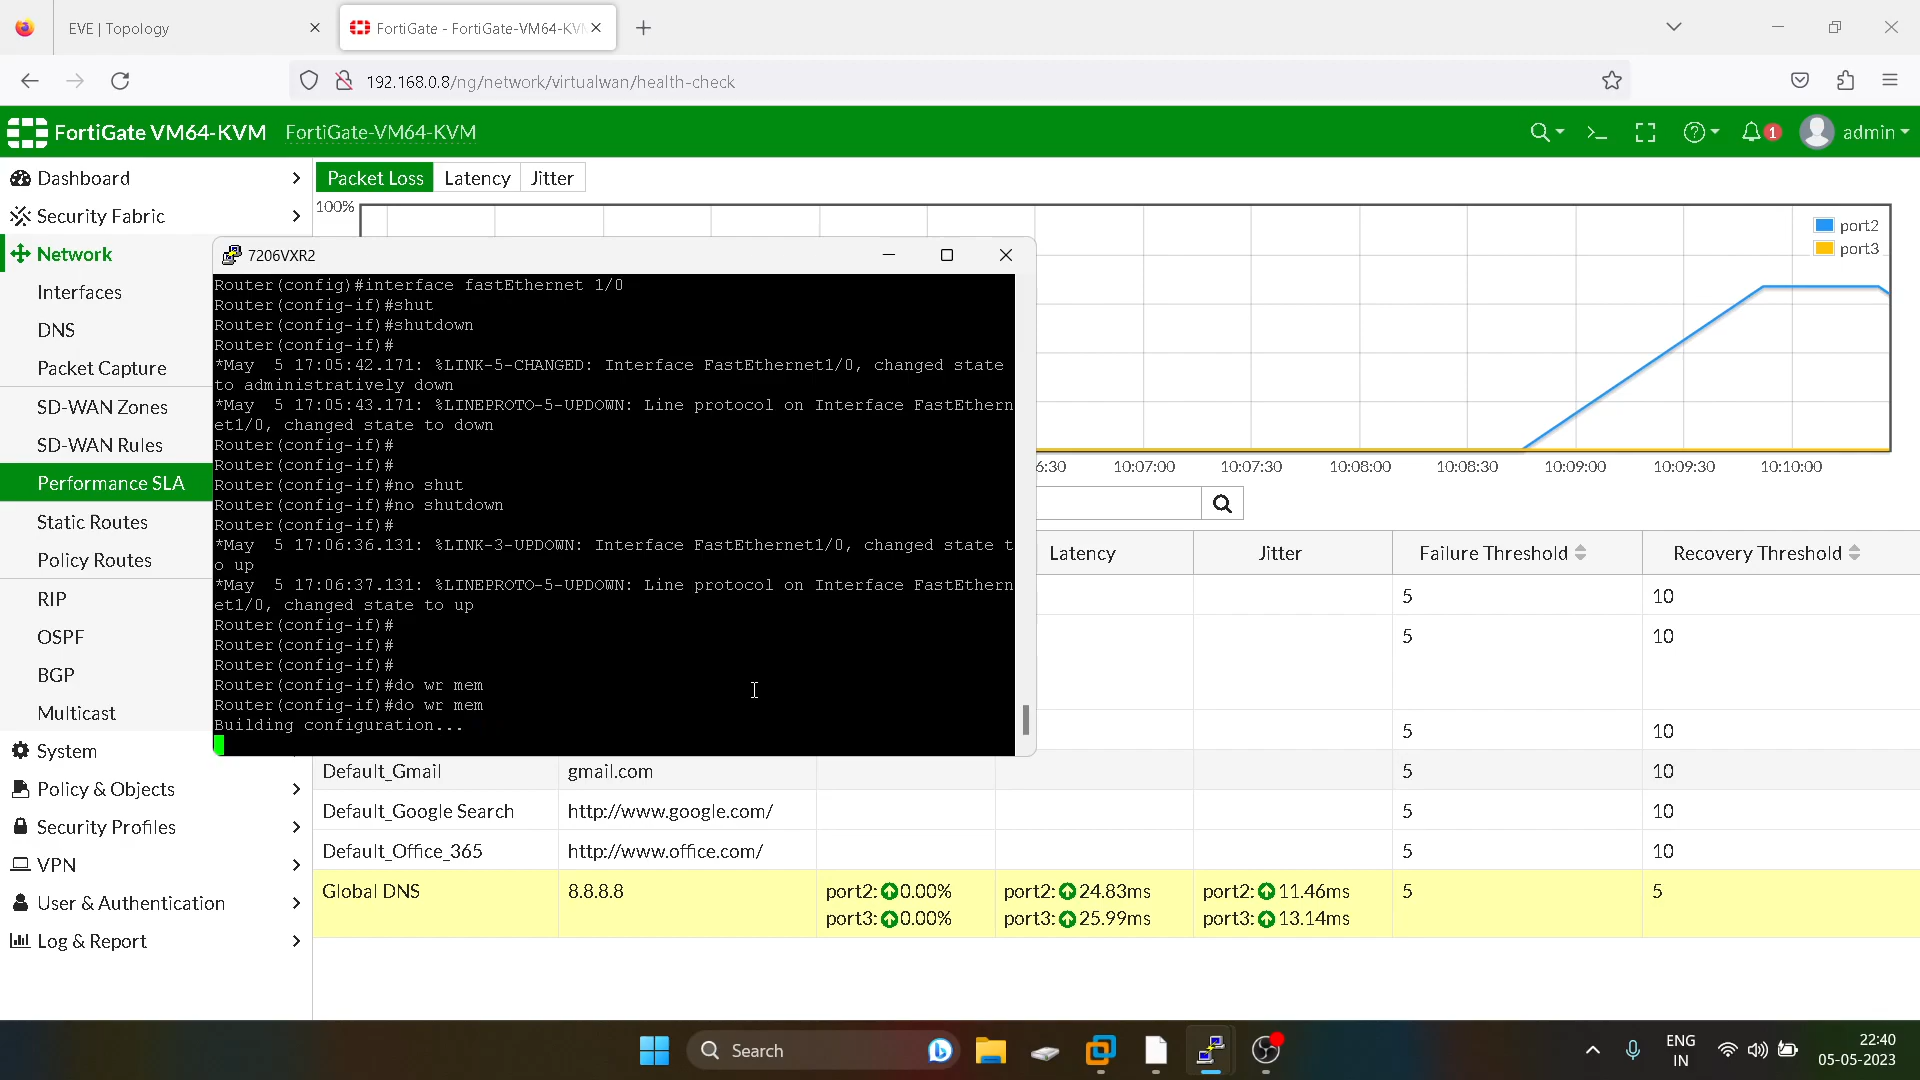 EVE | Topology
FortiGate - FortiGate-VM64-KVM
192.168.0.8/ng/network/virtualwan/health-check
FortiGate VM64-KVM
FortiGate-VM64-KVM
1
admin
Dashboard
Security Fabric
Network
Interfaces
DNS
Packet Capture
SD-WAN Zones
SD-WAN Rules
Performance SLA
Static Routes
Policy Routes
RIP
OSPF
BGP
Multicast
System
Policy & Objects
Security Profiles
VPN
User & Authentication
Log & Report
Packet Loss
Latency
Jitter
100%
port2
port3
6:30 10:07:00 10:07:30 10:08:00 10:08:30 10:09:00 10:09:30 10:10:00
7206VXR2
Router(config)#interface fastEthernet 1/0
Router(config-if)#shut
Router(config-if)#shutdown
Router(config-if)#
*May  5 17:05:42.171: %LINK-5-CHANGED: Interface FastEthernet1/0, changed state
to administratively down
*May  5 17:05:43.171: %LINEPROTO-5-UPDOWN: Line protocol on Interface FastEthern
et1/0, changed state to down
Router(config-if)#
Router(config-if)#
Router(config-if)#no shut
Router(config-if)#no shutdown
Router(config-if)#
*May  5 17:06:36.131: %LINK-3-UPDOWN: Interface FastEthernet1/0, changed state t
o up
*May  5 17:06:37.131: %LINEPROTO-5-UPDOWN: Line protocol on Interface FastEthern
et1/0, changed state to up
Router(config-if)#
Router(config-if)#
Router(config-if)#
Router(config-if)#do wr mem
Router(config-if)#do wr mem
Building configuration...
Latency Jitter Failure Threshold Recovery Threshold
5 10
5 10
5 10
Default_Gmail gmail.com 5 10
Default_Google Search http://www.google.com/ 5 10
Default_Office_365 http://www.office.com/ 5 10
Global DNS 8.8.8.8 port2: 0.00% port2: 24.83ms port2: 11.46ms 5 5
port3: 0.00% port3: 25.99ms port3: 13.14ms
Search
ENG
IN
22:40
05-05-2023